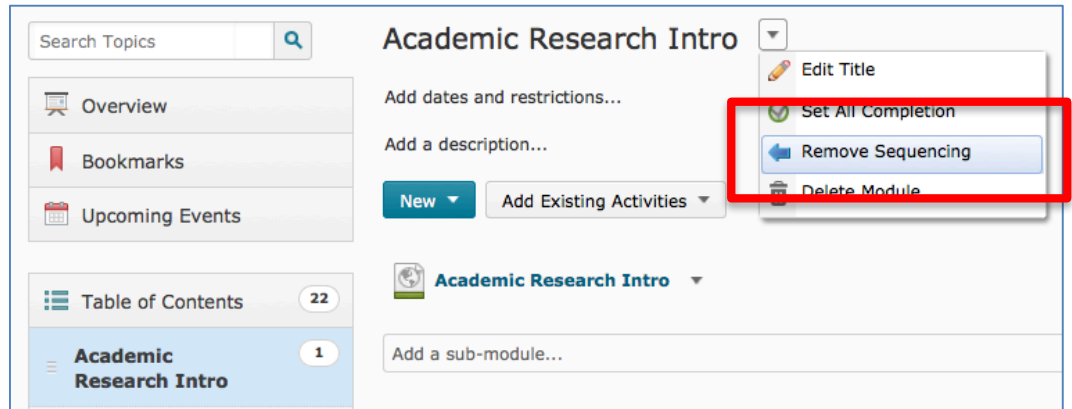 Search Topics
Overview
Bookmarks
Upcoming Events
Table of Contents 22
Academic 1
Research Intro
Academic Research Intro
Add dates and restrictions...
Add a description...
New Add Existing Activities
Edit Title
Set All Completion
Remove Sequencing
Delete Module
Academic Research Intro
Add a sub-module...